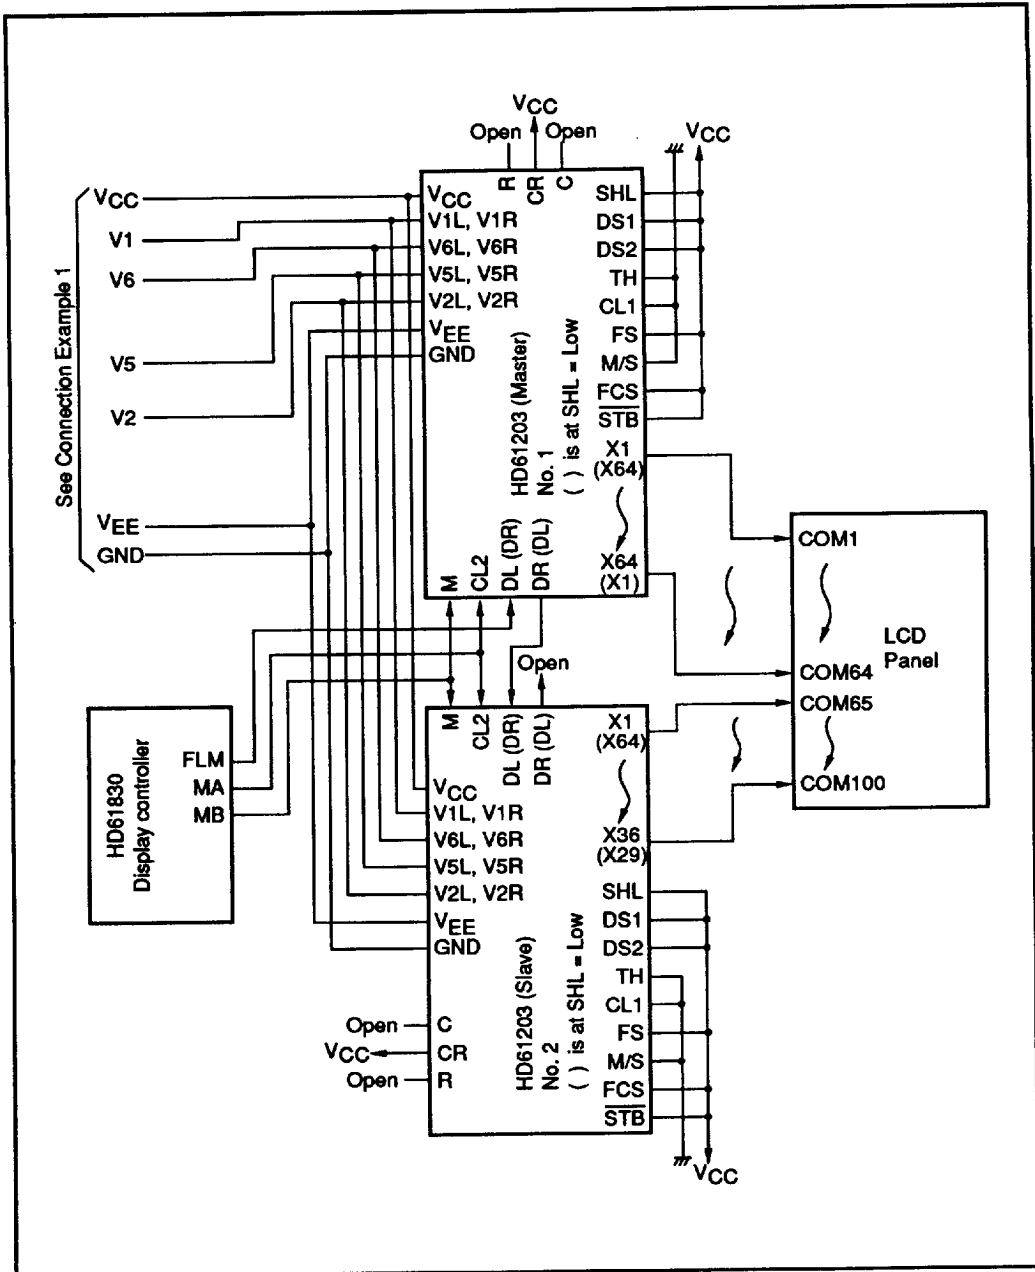 VCC
Open
Open
VCC
R
CR
C
See Connection Example 1
VCC
V1
V6
V5
V2
VEE
GND
VCC
V1L, V1R
V6L, V6R
V5L, V5R
V2L, V2R
VEE
GND
HD61203 (Master)
No. 1
( ) is at SHL = Low
SHL
DS1
DS2
TH
CL1
FS
M/S
FCS
STB
X1
(X64)
X64
(X1)
M
CL2
DL (DR)
DR (DL)
COM1
COM64
COM65
COM100
LCD
Panel
Open
HD61830
Display controller
FLM
MA
MB
M
CL2
DL (DR)
DR (DL)
X1
(X64)
X36
(X29)
VCC
V1L, V1R
V6L, V6R
V5L, V5R
V2L, V2R
VEE
GND
Open
C
VCC
CR
Open
R
HD61203 (Slave)
No. 2
( ) is at SHL = Low
SHL
DS1
DS2
TH
CL1
FS
M/S
FCS
STB
VCC